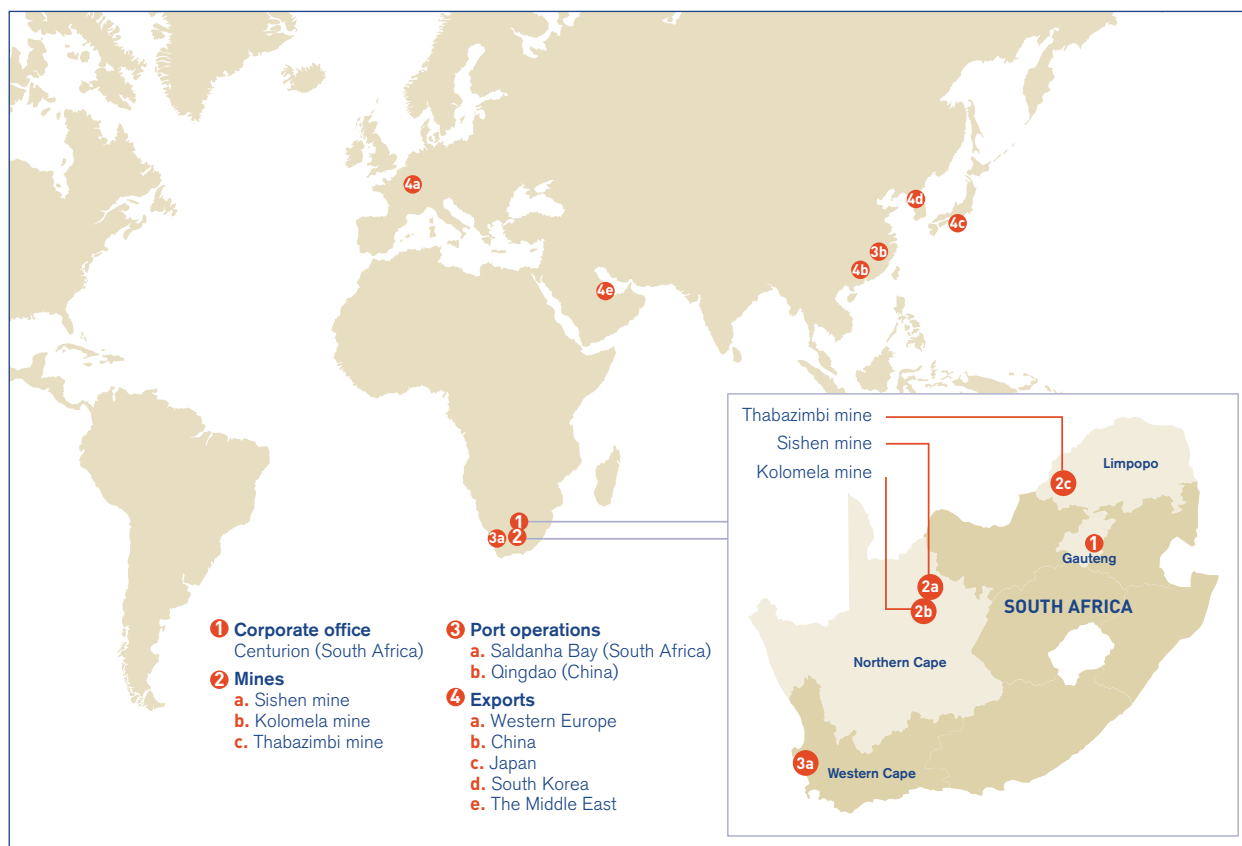 4a
4d
4c
3b
4b
4e
1
2
3a
Thabazimbi mine
Sishen mine
Kolomela mine
Limpopo
2c
1
Gauteng
2a
2b
SOUTH AFRICA
Northern Cape
3a
Western Cape
1 Corporate office
Centurion (South Africa)
2 Mines
a. Sishen mine
b. Kolomela mine
c. Thabazimbi mine
3 Port operations
a. Saldanha Bay (South Africa)
b. Qingdao (China)
4 Exports
a. Western Europe
b. China
c. Japan
d. South Korea
e. The Middle East